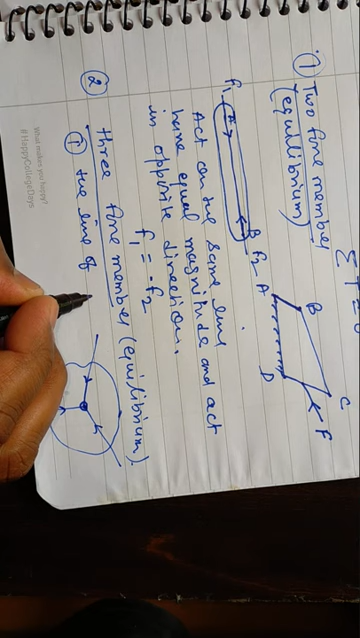 Σ T = 0
① Two force member
(equilibrium)
A B C D F
f1 A B f2
Act on the same line
have equal magnitude and act
in opposite direction.
f1 = -f2
② three force member (equilibrium)
① the line of
What makes you happy?
#HappyCollegeDays